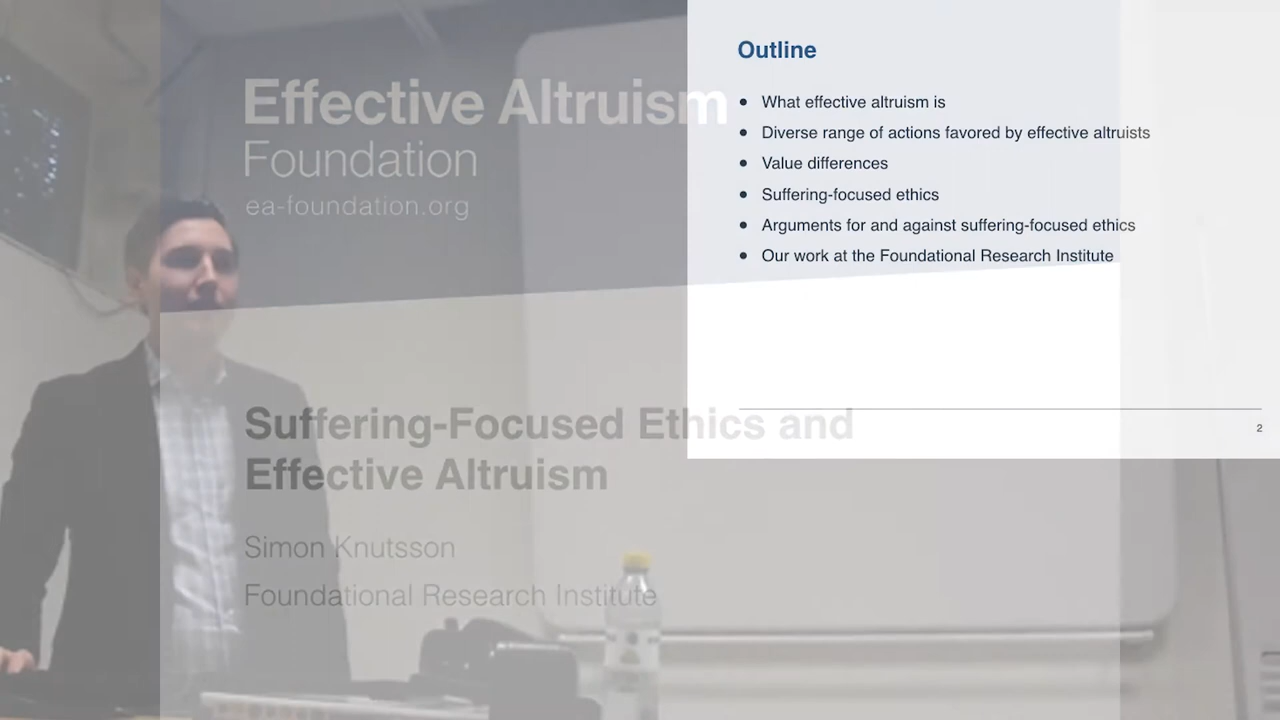 Effective Altruism
Foundation
ea-foundation.org
Suffering-Focused Ethics and
Effective Altruism
Simon Knutsson
Foundational Research Institute
Outline
• What effective altruism is
• Diverse range of actions favored by effective altruists
• Value differences
• Suffering-focused ethics
• Arguments for and against suffering-focused ethics
• Our work at the Foundational Research Institute
2